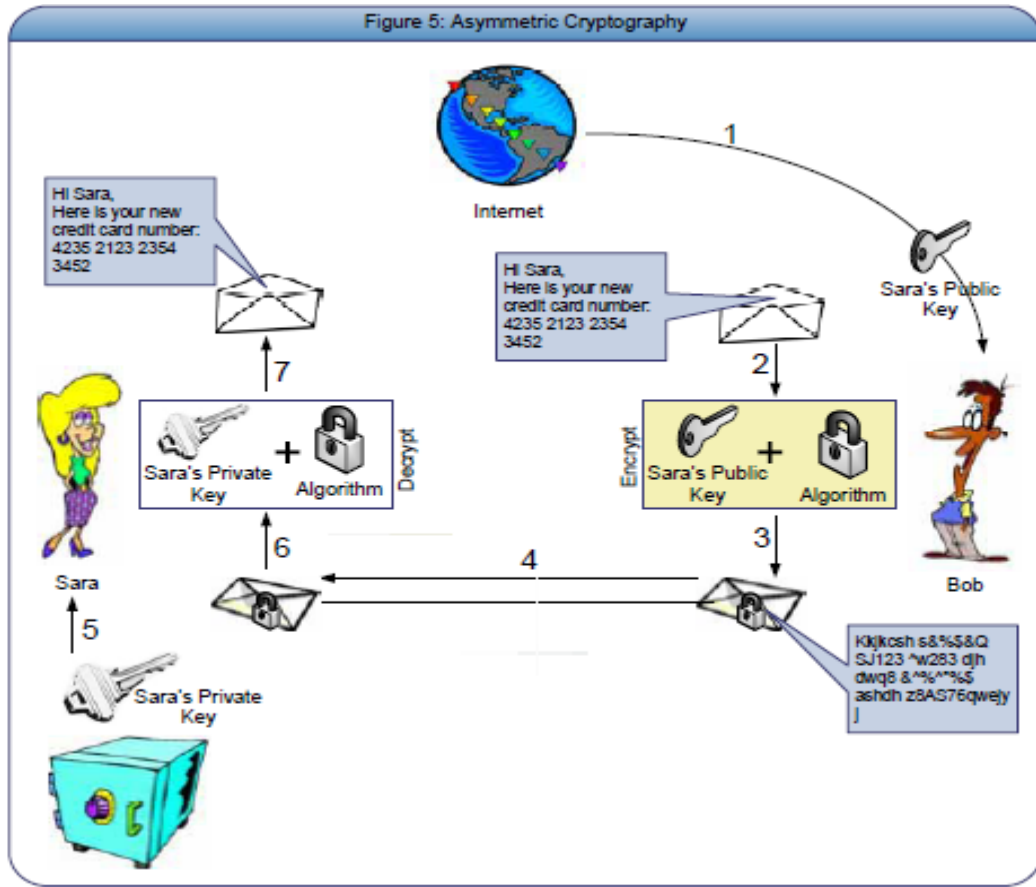 Figure 5: Asymmetric Cryptography
1
Internet
Hi Sara,
Here is your new
credit card number:
4235 2123 2354
3452
Hi Sara,
Here is your new
credit card number:
4235 2123 2354
3452
Sara's Public
Key
7
2
Sara's Private
Key
+
Algorithm
Decrypt
Encrypt
Sara's Public
Key
+
Algorithm
6
4
3
Sara
Bob
5
Sara's Private
Key
Kkjkcsh s&%$&Q
SJ123 ^w283 djh
dwq8 &^%^*%$
ashdh z8AS76qwejy
j